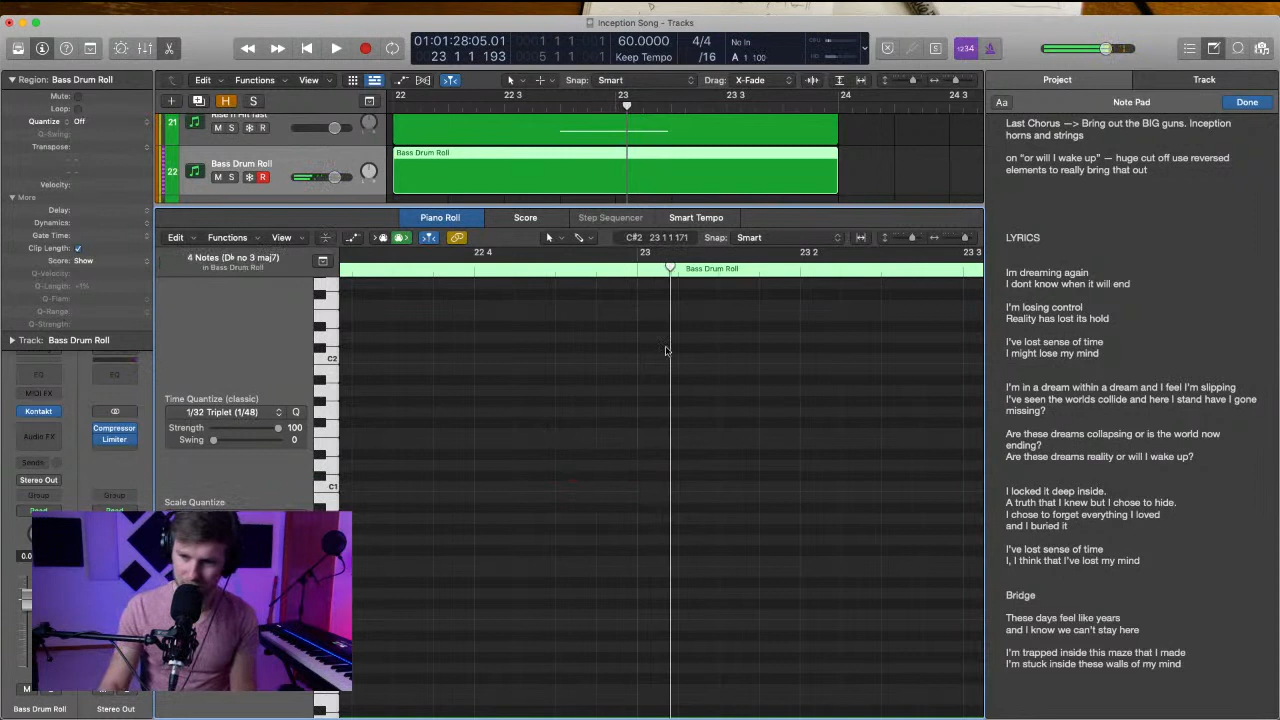 Inception Song - Tracks
01:01:28:05.01
23 1 1 193
60.0000
Keep Tempo
4/4
/16
No In
A 1 100
CPU
HD
1234
Region: Bass Drum Roll
Mute:
Loop:
Quantize Off
Q-Swing:
Transpose:
Velocity:
More
Delay:
Dynamics:
Gate Time:
Clip Length:
Score: Show
Q-Velocity:
Q-Length: -1%
Q-Flam:
Q-Range:
Q-Strength:
Track: Bass Drum Roll
EQ
MIDI FX
Kontakt
Audio FX
Sends
Stereo Out
Group
Read
EQ
Compressor
Limiter
Group
Read
Bass Drum Roll
Stereo Out
Edit
Functions
View
Snap: Smart
Drag: X-Fade
H
S
22
22 3
23
23 3
24
24 3
21
M S R
22
Bass Drum Roll
M S R
Bass Drum Roll
Piano Roll
Score
Step Sequencer
Smart Tempo
Edit
Functions
View
C#2 23 1 1 171
Snap: Smart
4 Notes (D♭ no 3 maj7)
in Bass Drum Roll
22 4
23
23 2
23 3
Bass Drum Roll
C2
C1
Time Quantize (classic)
1/32 Triplet (1/48)
Q
Strength 100
Swing 0
Scale Quantize
Project
Track
Aa
Note Pad
Done
Last Chorus —> Bring out the BIG guns. Inception
horns and strings
on “or will I wake up” — huge cut off use reversed
elements to really bring that out
LYRICS
Im dreaming again
I dont know when it will end
I’m losing control
Reality has lost its hold
I’ve lost sense of time
I might lose my mind
I’m in a dream within a dream and I feel I’m slipping
I’ve seen the worlds collide and here I stand have I gone
missing?
Are these dreams collapsing or is the world now
ending?
Are these dreams reality or will I wake up?
I locked it deep inside.
A truth that I knew but I chose to hide.
I chose to forget everything I loved
and I buried it
I’ve lost sense of time
I, I think that I’ve lost my mind
Bridge
These days feel like years
and I know we can’t stay here
I’m trapped inside this maze that I made
I’m stuck inside these walls of my mind